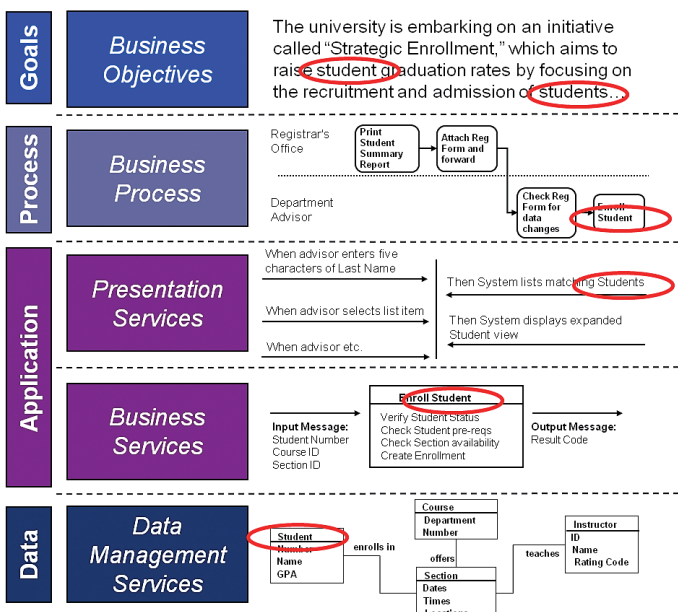 Goals
Business
Objectives
The university is embarking on an initiative
called “Strategic Enrollment,” which aims to
raise student graduation rates by focusing on
the recruitment and admission of students...
Process
Business
Process
Registrar's
Office
Print
Student
Summary
Report
Attach Reg
Form and
forward
Department
Advisor
Check Reg
Form for
data
changes
Enroll
Student
Application
Presentation
Services
When advisor enters five
characters of Last Name
Then System lists matching Students
When advisor selects list item
Then System displays expanded
Student view
When advisor etc.
Business
Services
Input Message:
Student Number
Course ID
Section ID
Enroll Student
Verify Student Status
Check Student pre-reqs
Check Section availability
Create Enrollment
Output Message:
Result Code
Data
Data
Management
Services
Student
Number
Name
GPA
enrolls in
Course
Department
Number
offers
Section
Dates
Times
teaches
Instructor
ID
Name
Rating Code